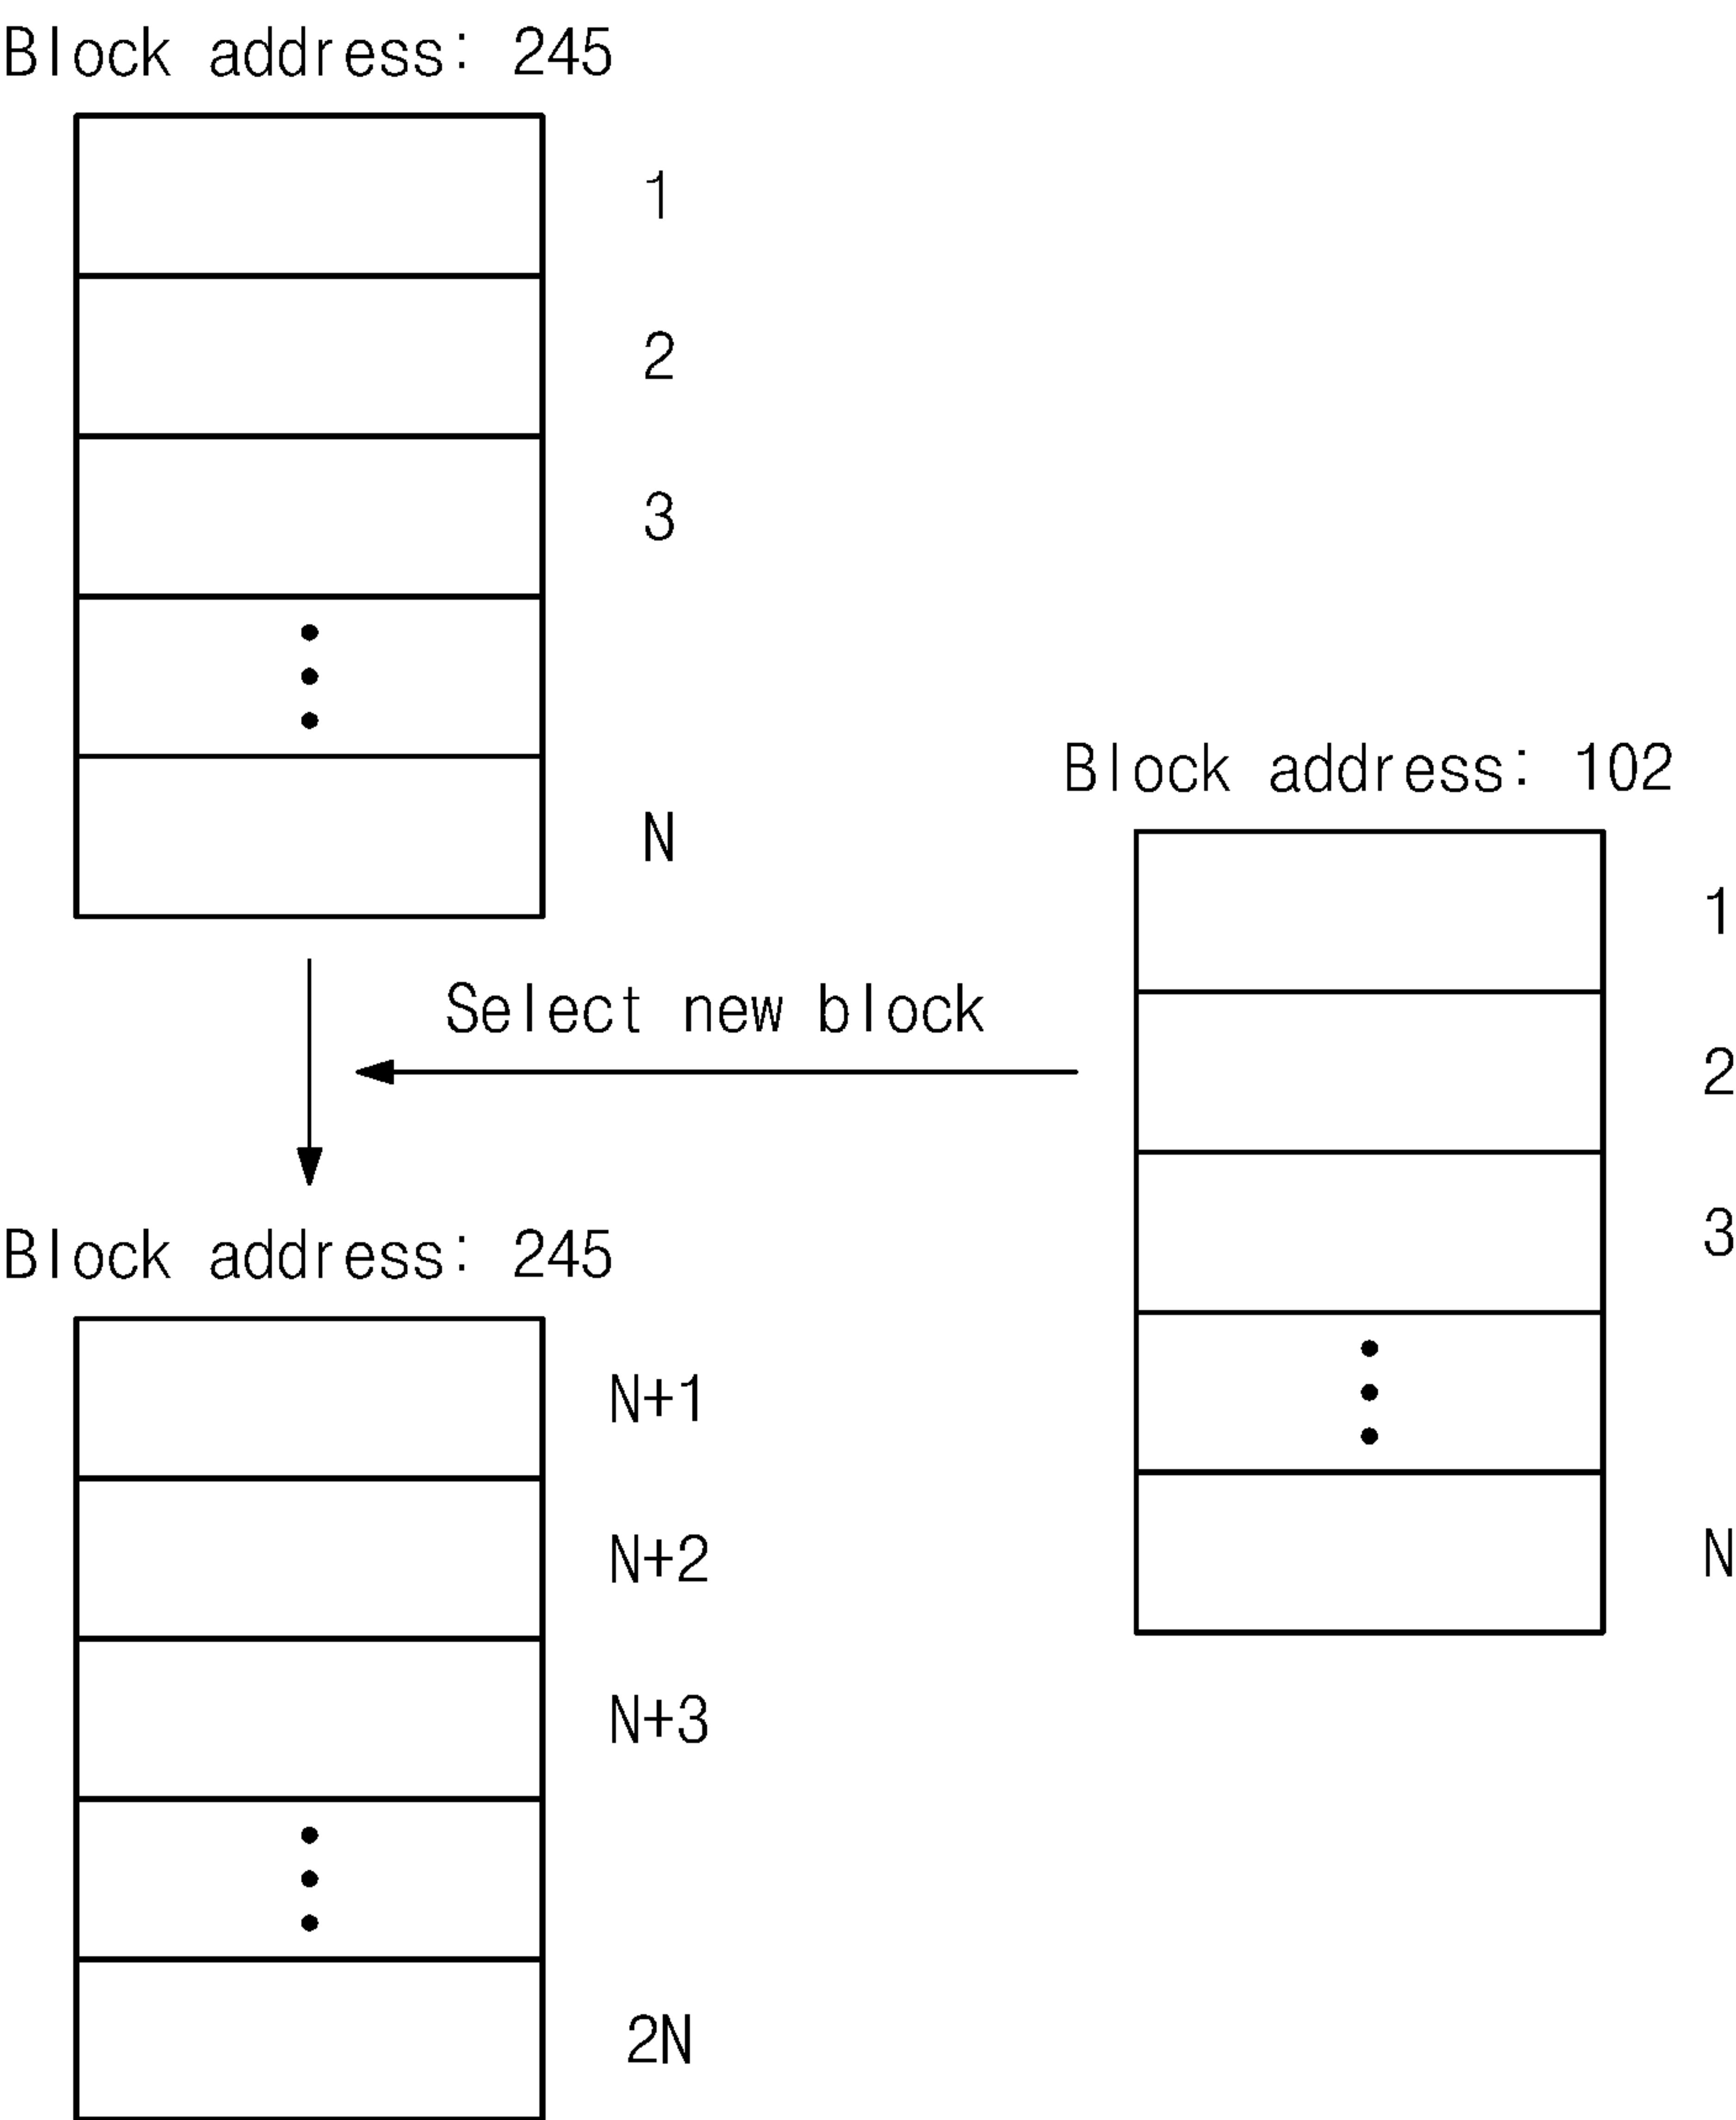 Block address: 245
1
2
3
N
Block address: 102
1
2
3
N
Select new block
Block address: 245
N+1
N+2
N+3
2N